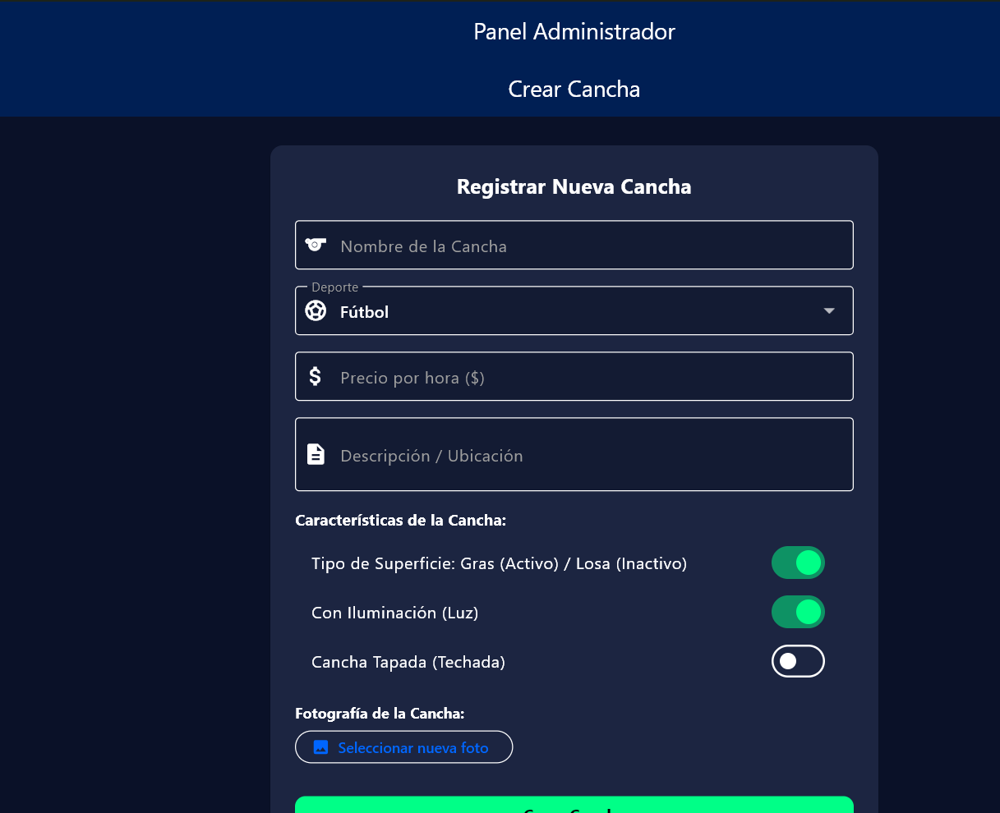 Panel Administrador
Crear Cancha
Registrar Nueva Cancha
Nombre de la Cancha
Deporte
Fútbol
Precio por hora ($)
Descripción / Ubicación
Características de la Cancha:
Tipo de Superficie: Gras (Activo) / Losa (Inactivo)
Con Iluminación (Luz)
Cancha Tapada (Techada)
Fotografía de la Cancha:
Seleccionar nueva foto